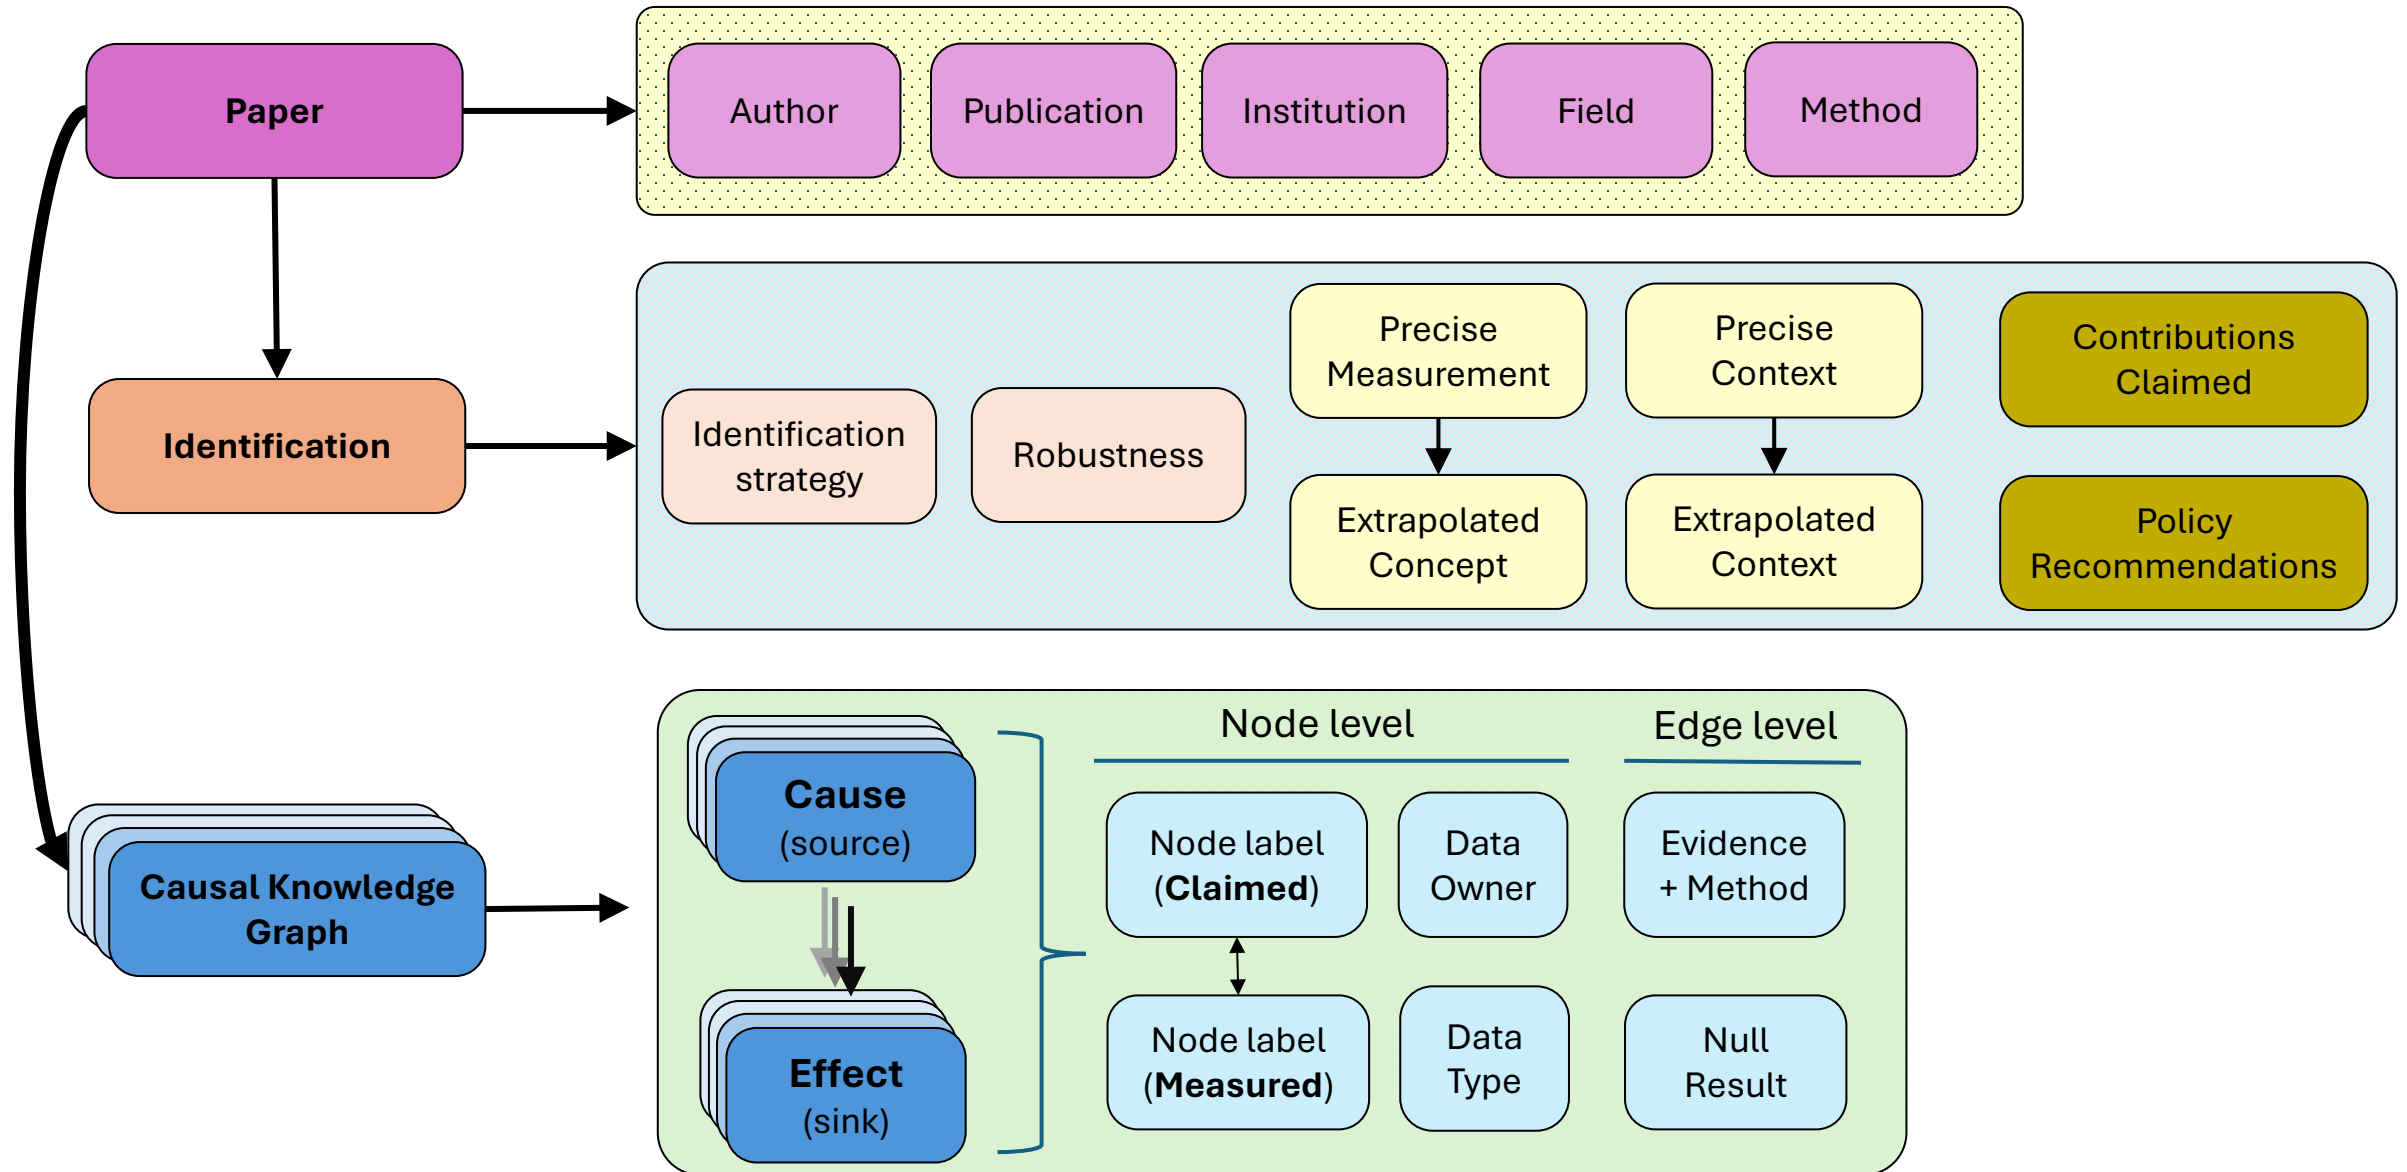 Paper
Author
Publication
Institution
Field
Method
Identification
Identification
strategy
Robustness
Precise
Measurement
Extrapolated
Concept
Precise
Context
Extrapolated
Context
Contributions
Claimed
Policy
Recommendations
Causal Knowledge
Graph
Cause
(source)
Effect
(sink)
Node level
Node label
(Claimed)
Data
Owner
Node label
(Measured)
Data
Type
Edge level
Evidence
+ Method
Null
Result